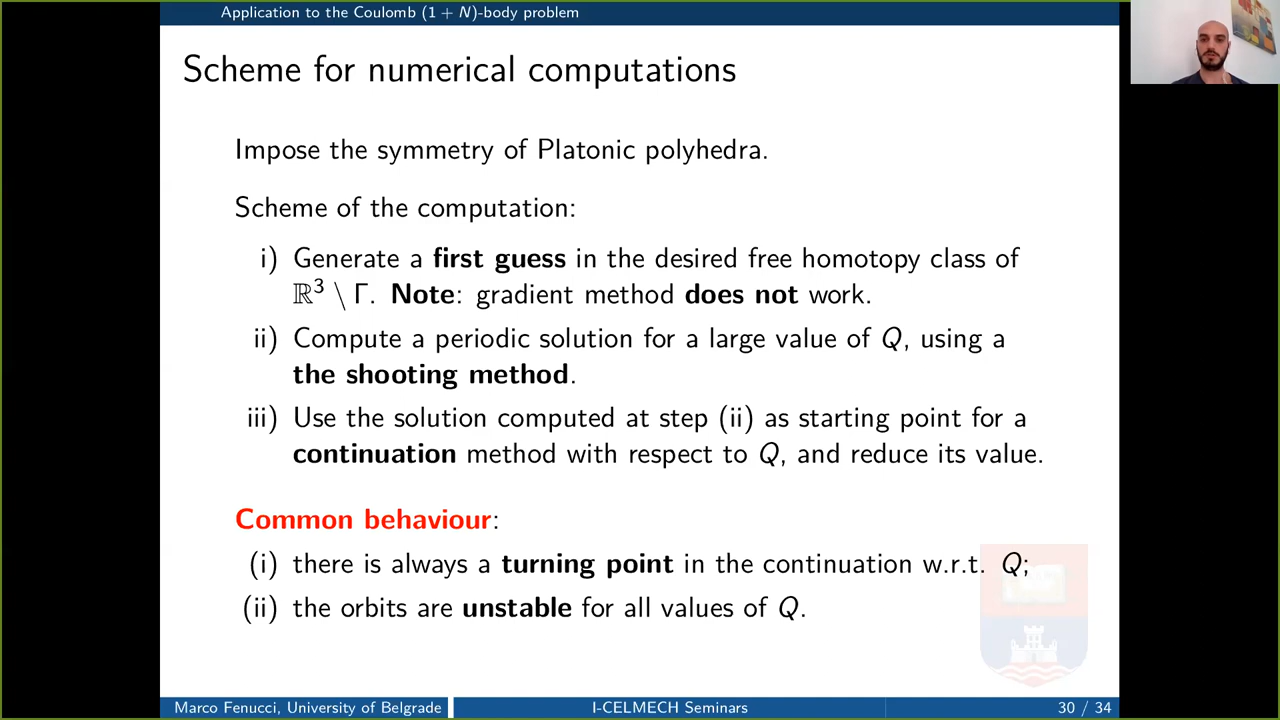 Application to the Coulomb (1 + N)-body problem
Scheme for numerical computations
Impose the symmetry of Platonic polyhedra.
Scheme of the computation:
i) Generate a first guess in the desired free homotopy class of
ℝ³ \ Γ. Note: gradient method does not work.
ii) Compute a periodic solution for a large value of Q, using a
the shooting method.
iii) Use the solution computed at step (ii) as starting point for a
continuation method with respect to Q, and reduce its value.
Common behaviour:
(i) there is always a turning point in the continuation w.r.t. Q;
(ii) the orbits are unstable for all values of Q.
Marco Fenucci, University of Belgrade
I-CELMECH Seminars
30 / 34